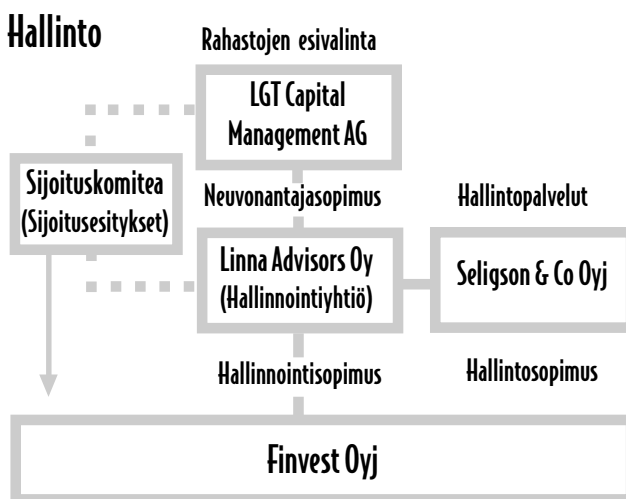 Hallinto
Rahastojen esivalinta
LGT Capital
Management AG
Sijoituskomitea
(Sijoitusesitykset)
Neuvonantajasopimus
Hallintopalvelut
Linna Advisors Oy
(Hallinnointiyhtiö)
Seligson & Co Oyj
Hallinnointisopimus
Hallintosopimus
Finvest Oyj